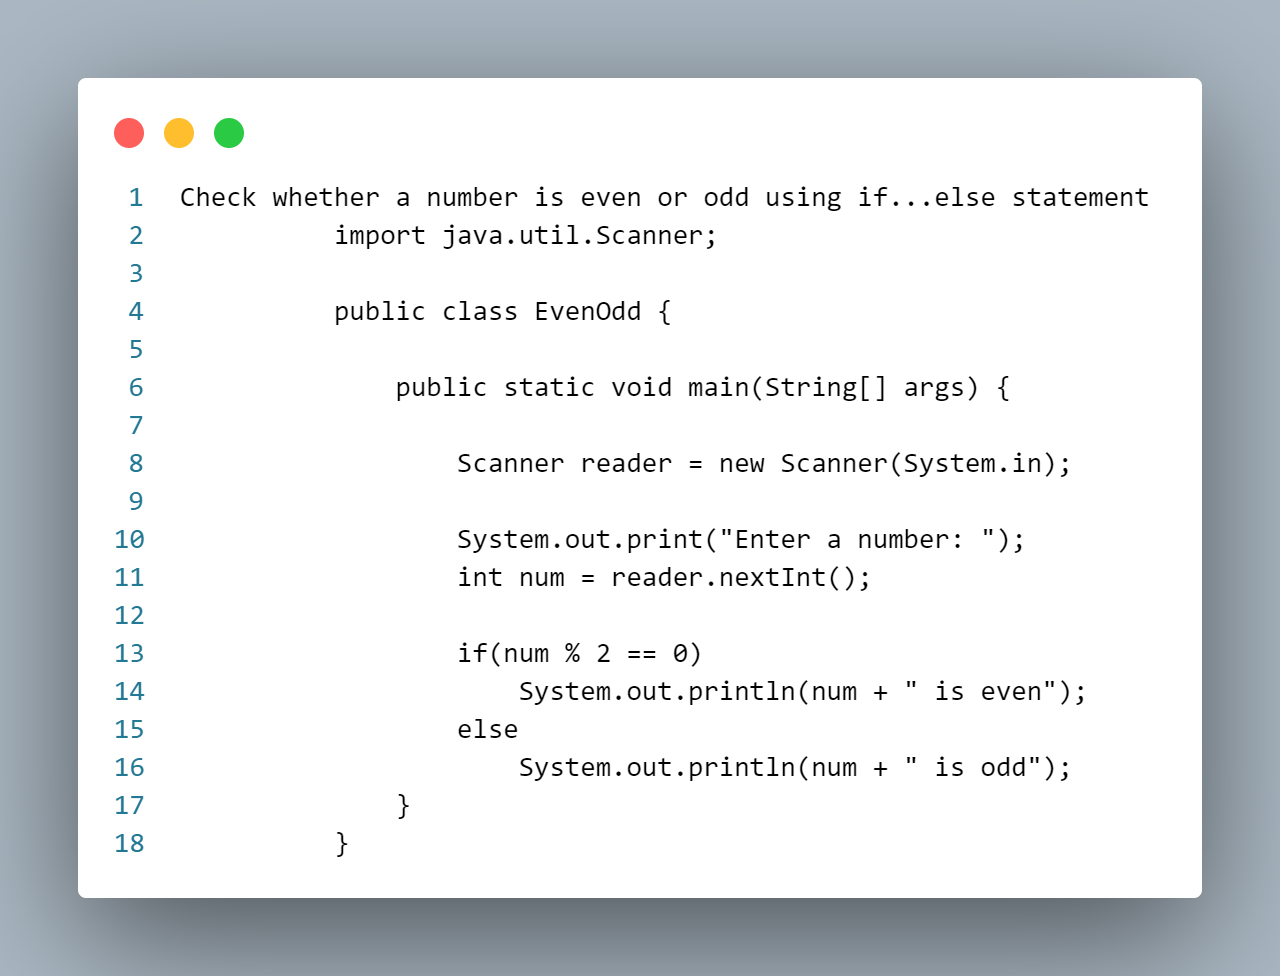 1 Check whether a number is even or odd using if...else statement
2 import java.util.Scanner;
3
4 public class EvenOdd {
5
6 public static void main(String[] args) {
7
8 Scanner reader = new Scanner(System.in);
9
10 System.out.print("Enter a number: ");
11 int num = reader.nextInt();
12
13 if(num % 2 == 0)
14 System.out.println(num + " is even");
15 else
16 System.out.println(num + " is odd");
17 }
18 }